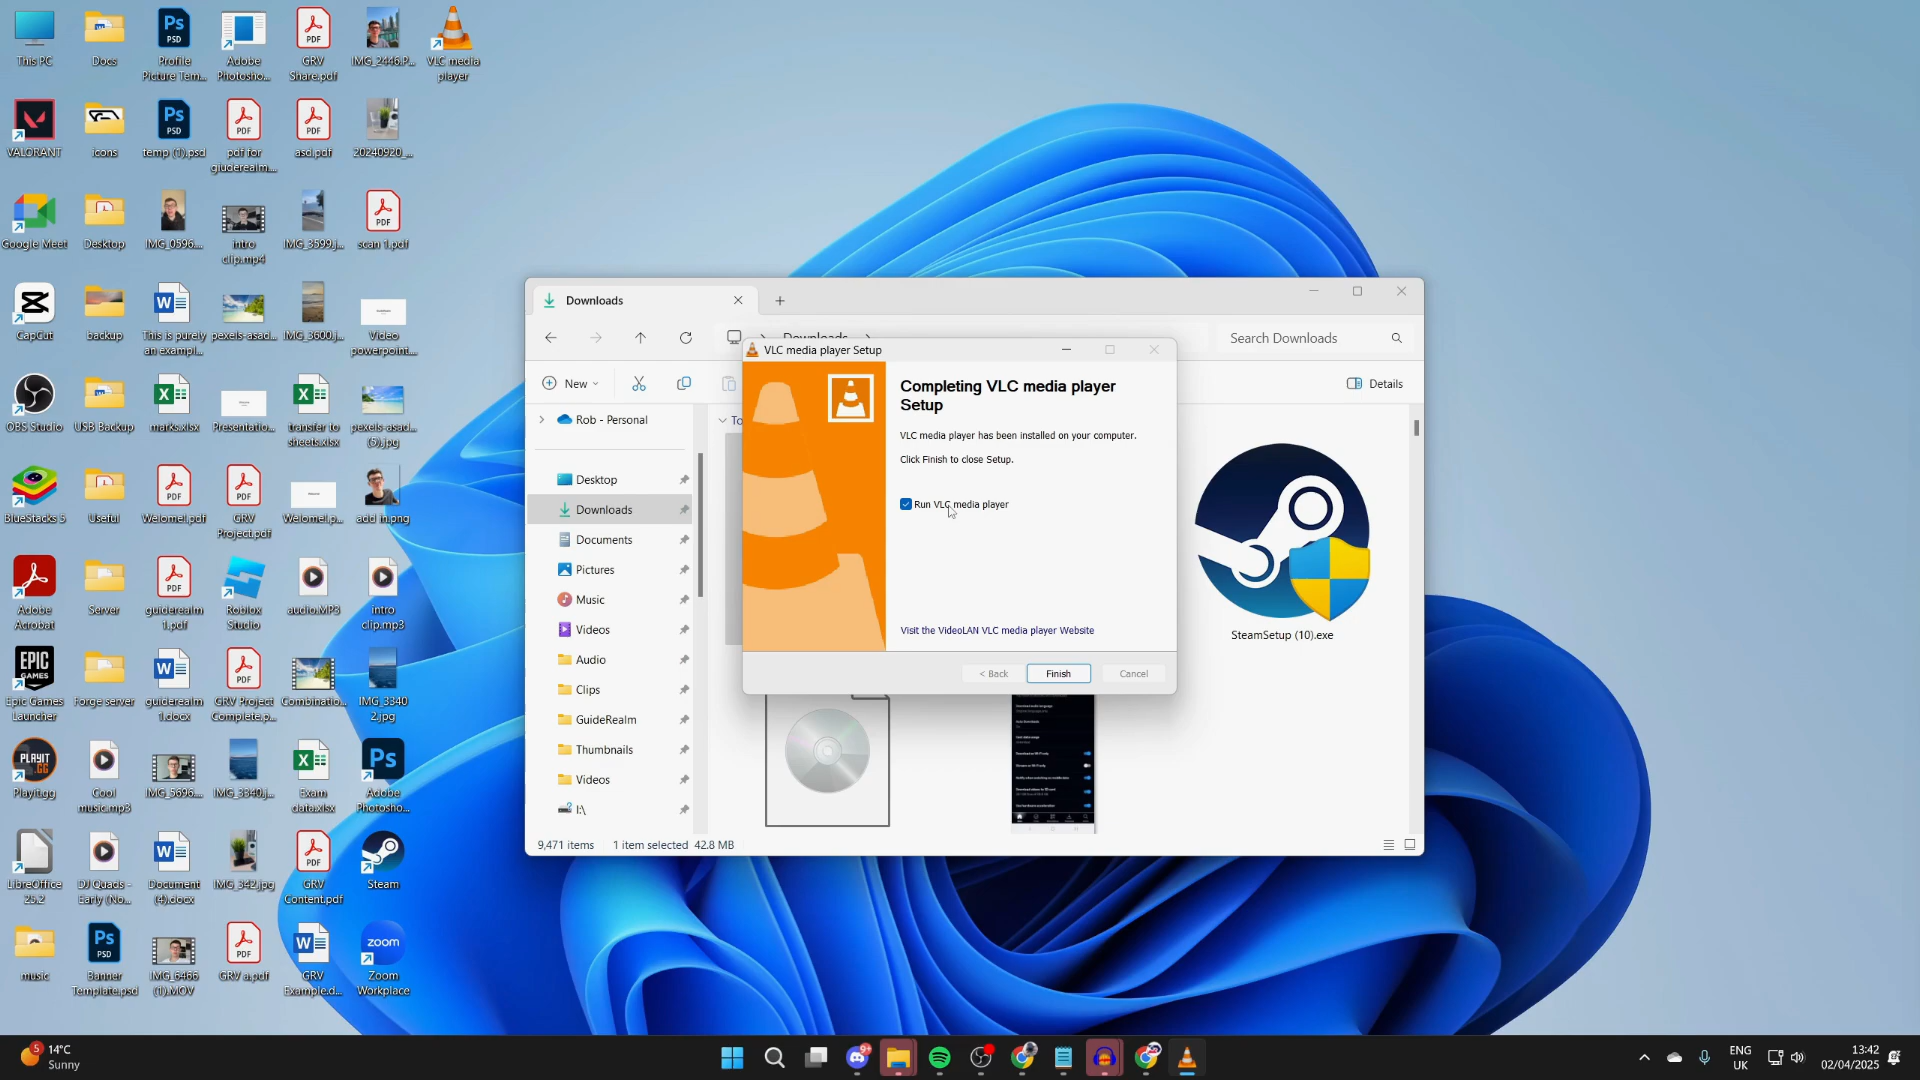 This PC
Docs
Profile
Picture Tem...
Adobe
Photosho...
GRV
Share.pdf
IMG_2446.P...
VLC media
player
VALORANT
icons
temp (1).psd
pdf for
giuderealm....
asd.pdf
20240920_...
Google Meet
Desktop
IMG_0596....
intro
clip.mp4
IMG_3599.j...
scan 1.pdf
CapCut
backup
This is purely
an exampl...
pexels-asad...
IMG_3600.j...
Video
powerpoint....
OBS Studio
USB Backup
marks.xlsx
Presentatio...
transfer to
sheets.xlsx
pexels-asad...
(5).jpg
BlueStacks 5
Useful
Welome!.pdf
GRV
Project.pdf
Welome!.p...
add in.png
Adobe
Acrobat
Server
guiderealm
1.pdf
Roblox
Studio
audio.MP3
intro
clip.mp3
Epic Games
Launcher
Forge server
guiderealm
1.docx
GRV Project
Complete.p...
Combinatio...
IMG_3340
2.jpg
Playit.gg
Cool
music.mp3
IMG_5696....
IMG_3340.j...
Exam
data.xlsx
Adobe
Photosho...
LibreOffice
25.2
DJ Quads -
Early (No...
Document
(4).docx
IMG_342.jpg
GRV
Content.pdf
Steam
music
Banner
Template.psd
IMG_6466
(1).MOV
GRV a.pdf
GRV
Example.d...
Zoom
Workplace
Downloads
Downloads
Search Downloads
New
Details
Rob - Personal
To
Desktop
Downloads
Documents
Pictures
Music
Videos
Audio
Clips
GuideRealm
Thumbnails
Videos
I:\
SteamSetup (10).exe
9,471 items
1 item selected 42.8 MB
VLC media player Setup
Completing VLC media player
Setup
VLC media player has been installed on your computer.
Click Finish to close Setup.
Run VLC media player
Visit the VideoLAN VLC media player Website
< Back
Finish
Cancel
5
14°C
Sunny
9+
ENG
UK
13:42
02/04/2025